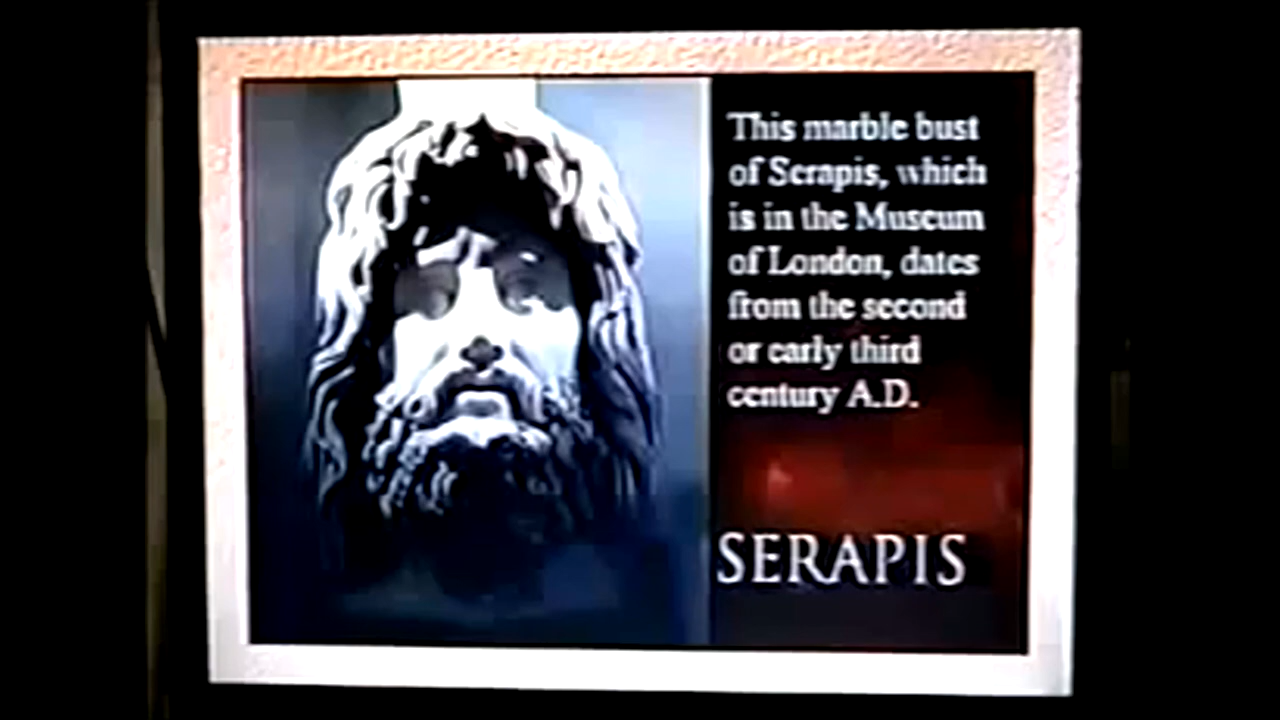 This marble bust
of Serapis, which
is in the Museum
of London, dates
from the second
or early third
century A.D.
SERAPIS